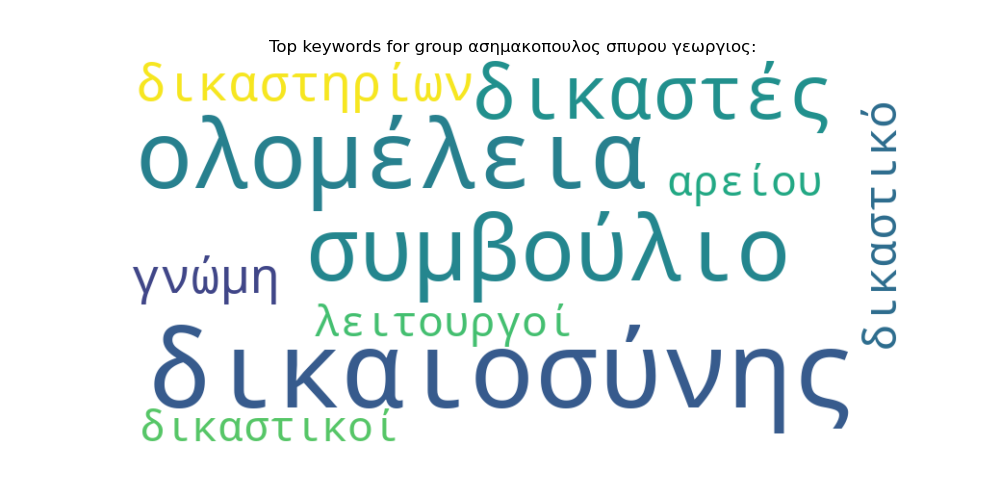 Top keywords for group ασημακοπουλος σπυρου γεωργιος:
δικαστηρίων
δικαστές
ολομέλεια
αρείου
δικαστικό
συμβούλιο
γνώμη
λειτουργοί
δικαιοσύνης
δικαστικοί